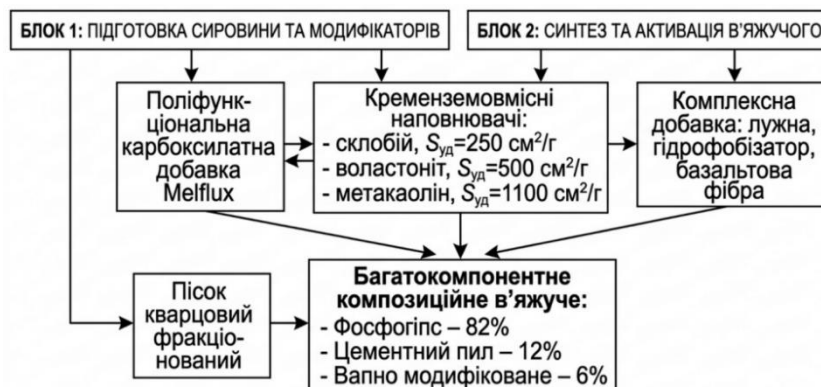 БЛОК 1: ПІДГОТОВКА СИРОВИНИ ТА МОДИФІКАТОРІВ
БЛОК 2: СИНТЕЗ ТА АКТИВАЦІЯ В'ЯЖУЧОГО
Поліфунк-
ціональна
карбоксилатна
добавка
Melflux
Кремензємовмісні
наповнювачі:
- склобій, Sуд=250 см²/г
- воластоніт, Sуд=500 см²/г
- метакаолін, Sуд=1100 см²/г
Комплексна
добавка: лужна,
гідрофобізатор,
базальтова
фібра
Пісок
кварцовий
фракціо-
нований
Багатокомпонентне
композиційне в'яжуче:
- Фосфогіпс – 82%
- Цементний пил – 12%
- Вапно модифіковане – 6%